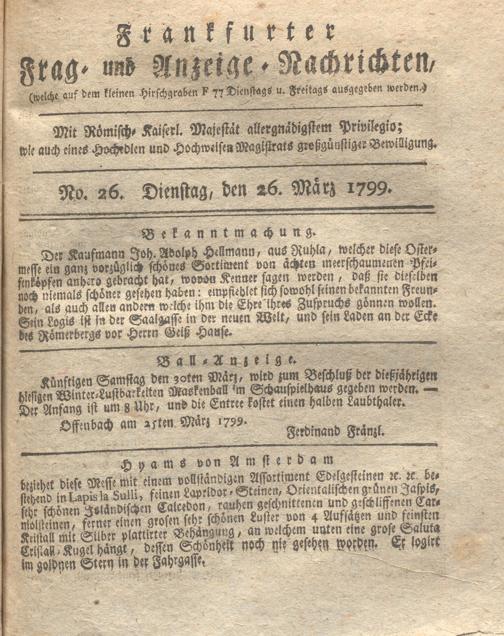 Frankfurter
Frag- und Anzeige-Nachrichten,
(welche auf dem kleinen Hirschgraben F 77 Dienstags u. Freitags ausgegeben werden.)
Mit Römisch-Kaiserl. Majestät allergnädigstem Privilegio;
wie auch eines Hochedlen und Hochweisen Magistrats großgünstiger Bewilligung.
No. 26. Dienstag, den 26. März 1799.
Bekanntmachung.
Der Kaufmann Joh. Adolph Hellmann, aus Ruhla, welcher diese Oster-
messe ein ganz vorzüglich schönes Sortiment von ächten meerschaumenen Pfei-
fenköpfen anhero gebracht hat, wovon Kenner sagen werden, daß sie dieselben
noch niemals schöner gesehen haben: empfiehlt sich sowohl seinen bekannten Freun-
den, als auch allen andern welche ihm die Ehre ihres Zuspruchs gönnen wollen.
Sein Logis ist in der Saalgasse in der neuen Welt, und sein Laden an der Ecke
des Römerbergs vor Herrn Geiß Hause.
Ball-Anzeige.
Künftigen Samstag den 30ten März, wird zum Beschluß der dießjährigen
hiesigen Winter-Lustbarkeiten Maskenball im Schauspielhaus gegeben werden. —
Der Anfang ist um 8 Uhr, und die Entree kostet einen halben Laubthaler.
Offenbach am 25ten März 1799.
Ferdinand Fränzl.
Hyams von Amsterdam
beziehet diese Messe mit einem vollständigen Assortiment Edelgesteinen ꝛc. ꝛc. be-
stehend in Lapis la Sulli, feinen Lavridor-Steinen, Orientalischen grünen Jaspis,
sehr schönen Isländischen Calcedon, rauhen geschnittenen und geschliffenen Car
niolsteinen, ferner einen grosen sehr schönen Luster von 4 Aufsätzen und feinsten
Kristall mit Silber plattirter Behängung, an welchem unten eine grose Saluta
Cristall-Kugel hängt, dessen Schönheit noch nie gesehen worden. Er logirt
im goldnen Stern in der Fahrgasse.